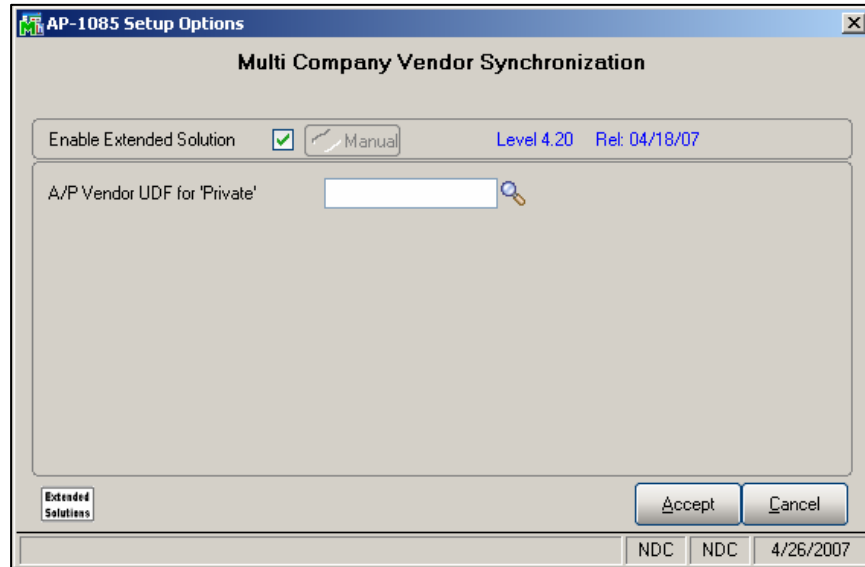 AP-1085 Setup Options
Multi Company Vendor Synchronization
Enable Extended Solution Manual Level 4.20 Rel: 04/18/07
A/P Vendor UDF for 'Private'
Extended
Solutions
Accept Cancel
NDC NDC 4/26/2007